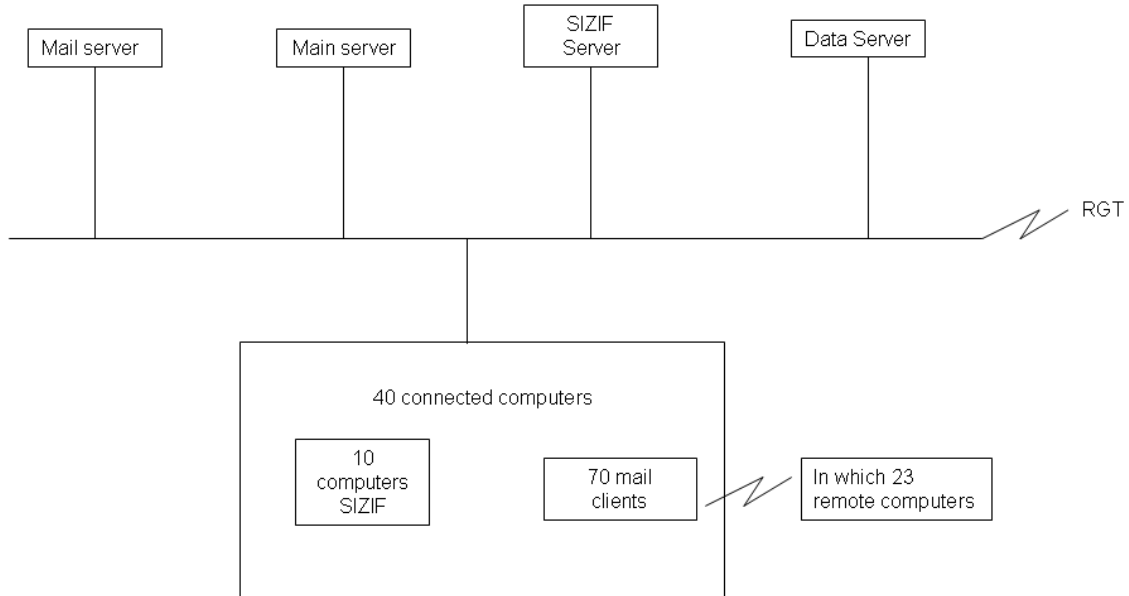 Mail server
Main server
SIZIF
Server
Data Server
RGT
40 connected computers
10
computers
SIZIF
70 mail
clients
In which 23
remote computers